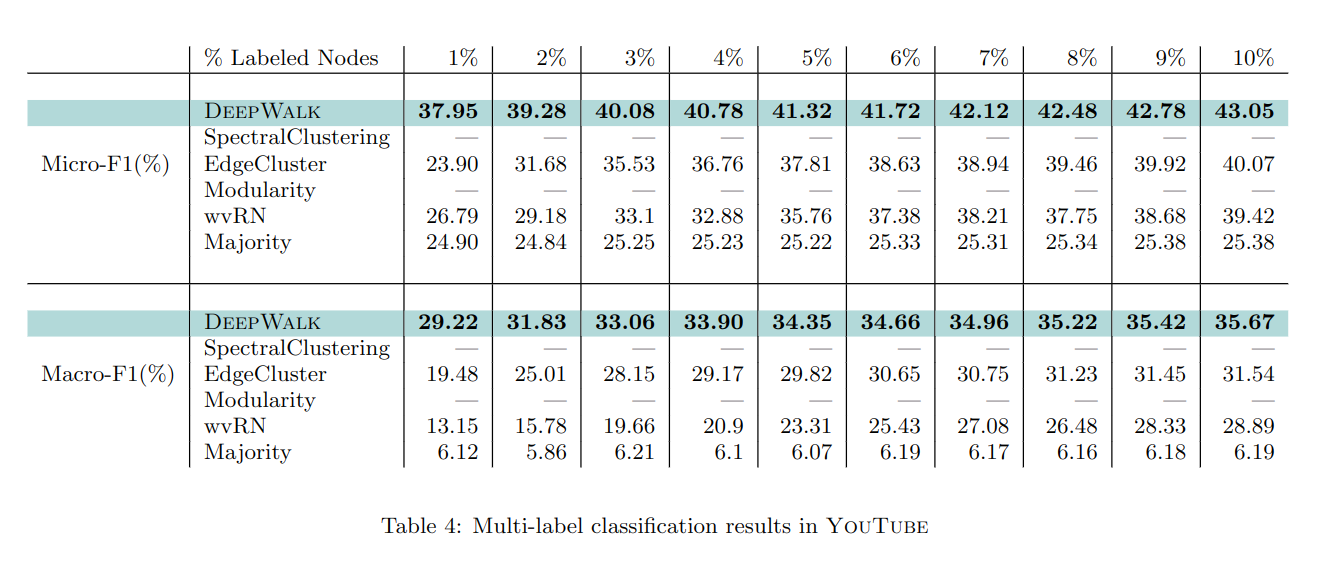 % Labeled Nodes 1% 2% 3% 4% 5% 6% 7% 8% 9% 10%
DeepWalk 37.95 39.28 40.08 40.78 41.32 41.72 42.12 42.48 42.78 43.05
SpectralClustering — — — — — — — — — —
Micro-F1(%) EdgeCluster 23.90 31.68 35.53 36.76 37.81 38.63 38.94 39.46 39.92 40.07
Modularity — — — — — — — — — —
wvRN 26.79 29.18 33.1 32.88 35.76 37.38 38.21 37.75 38.68 39.42
Majority 24.90 24.84 25.25 25.23 25.22 25.33 25.31 25.34 25.38 25.38
DeepWalk 29.22 31.83 33.06 33.90 34.35 34.66 34.96 35.22 35.42 35.67
SpectralClustering — — — — — — — — — —
Macro-F1(%) EdgeCluster 19.48 25.01 28.15 29.17 29.82 30.65 30.75 31.23 31.45 31.54
Modularity — — — — — — — — — —
wvRN 13.15 15.78 19.66 20.9 23.31 25.43 27.08 26.48 28.33 28.89
Majority 6.12 5.86 6.21 6.1 6.07 6.19 6.17 6.16 6.18 6.19
Table 4: Multi-label classification results in YouTube